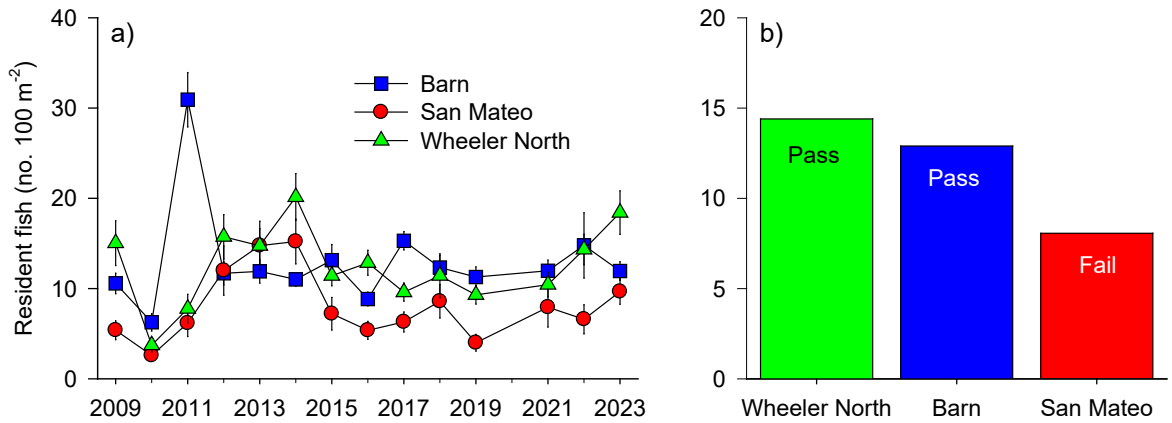 a)
Resident fish (no. 100 m⁻²)
40
30
20
10
0
Barn
San Mateo
Wheeler North
2009 2011 2013 2015 2017 2019 2021 2023
b)
20
15
10
5
0
Pass
Pass
Fail
Wheeler North Barn San Mateo